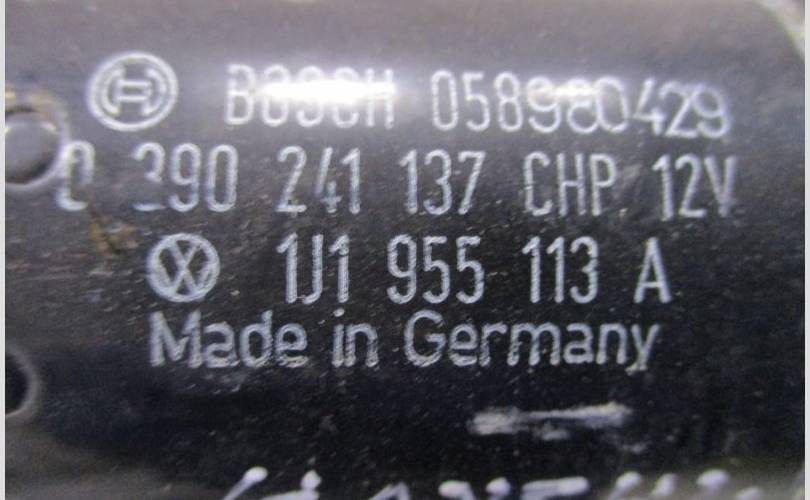 BOSCH 058980429
0 390 241 137 CHP 12V
1J1 955 113 A
Made in Germany